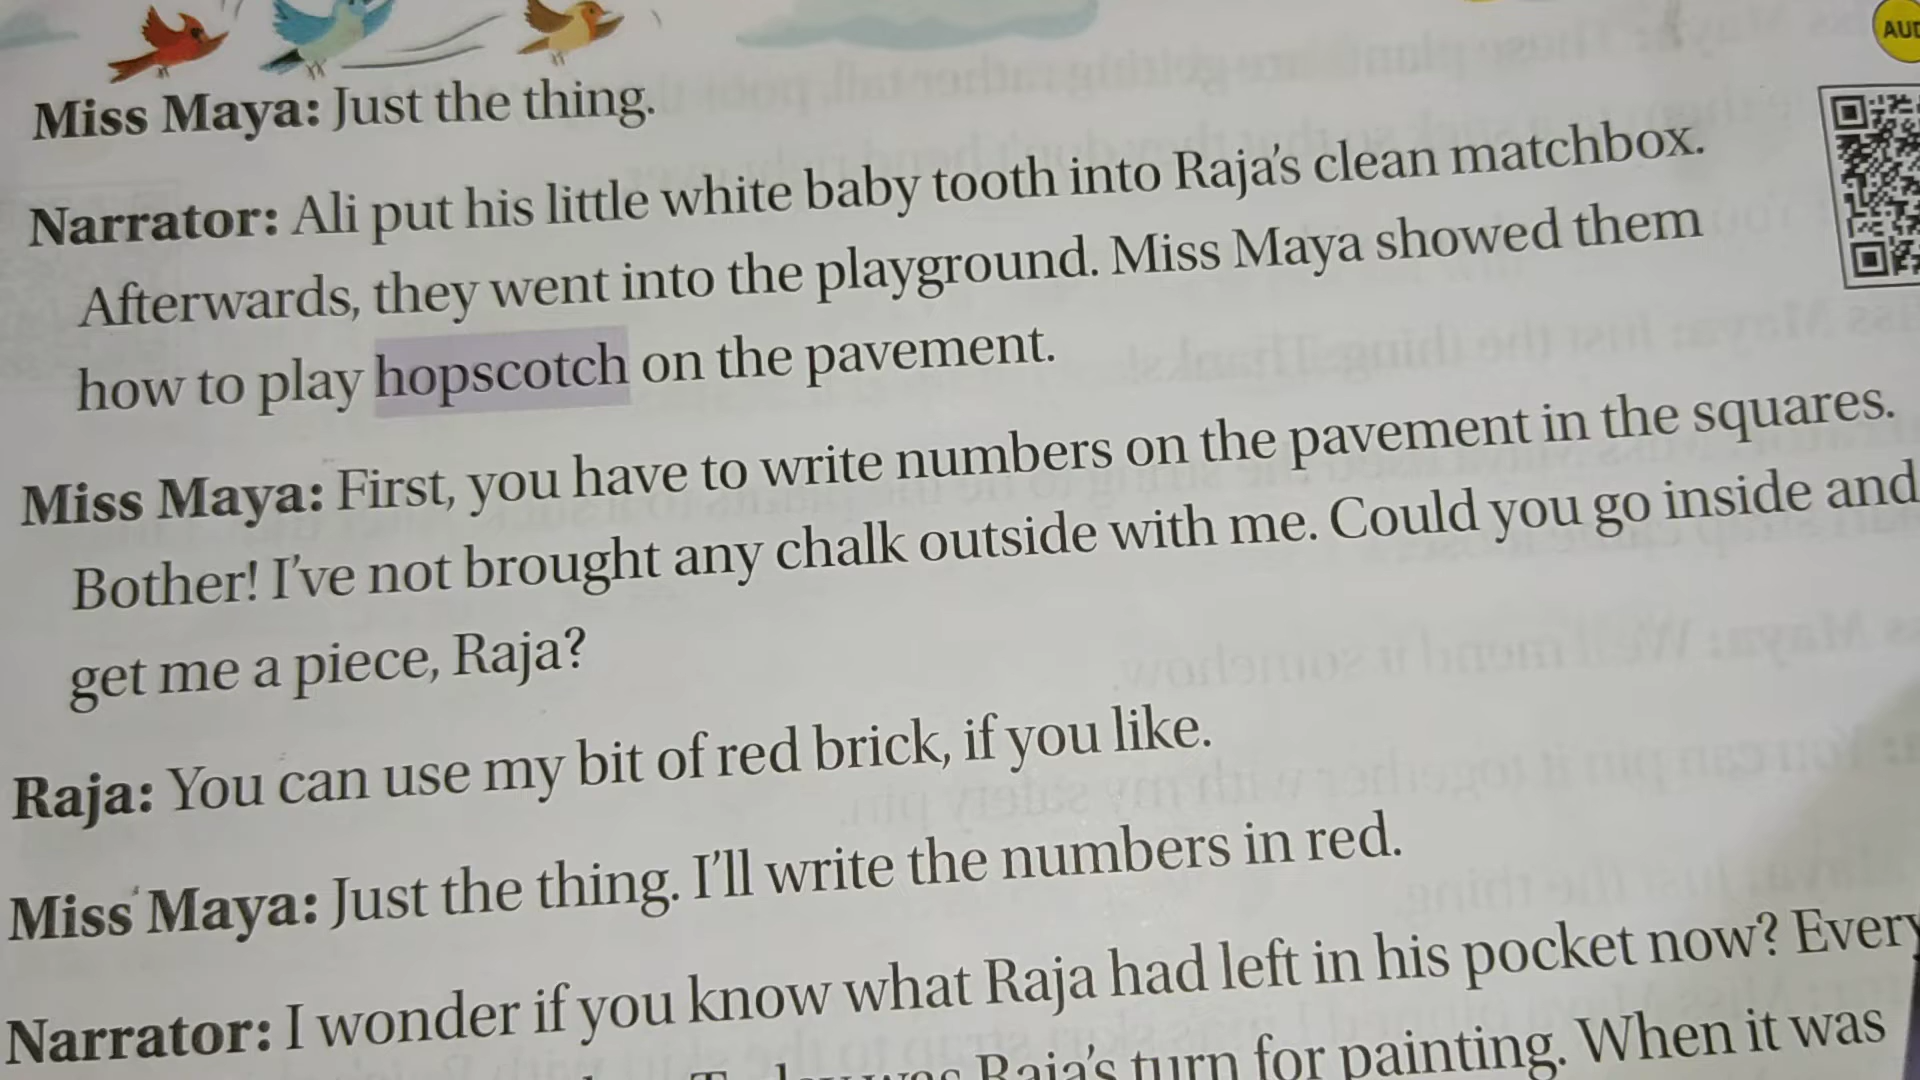 AUD
Miss Maya: Just the thing.
Narrator: Ali put his little white baby tooth into Raja's clean matchbox.
Afterwards, they went into the playground. Miss Maya showed them
how to play hopscotch on the pavement.
Miss Maya: First, you have to write numbers on the pavement in the squares.
Bother! I've not brought any chalk outside with me. Could you go inside and
get me a piece, Raja?
Raja: You can use my bit of red brick, if you like.
Miss Maya: Just the thing. I'll write the numbers in red.
Narrator: I wonder if you know what Raja had left in his pocket now? Every
Raja's turn for painting. When it was